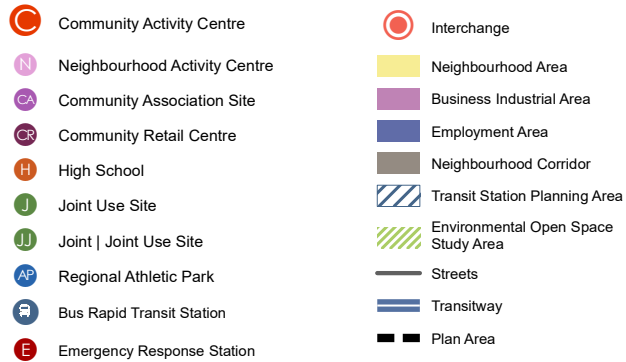 C Community Activity Centre
N Neighbourhood Activity Centre
CA Community Association Site
CR Community Retail Centre
H High School
J Joint Use Site
JJ Joint | Joint Use Site
AP Regional Athletic Park
Bus Rapid Transit Station
E Emergency Response Station
Interchange
Neighbourhood Area
Business Industrial Area
Employment Area
Neighbourhood Corridor
Transit Station Planning Area
Environmental Open Space
Study Area
Streets
Transitway
Plan Area